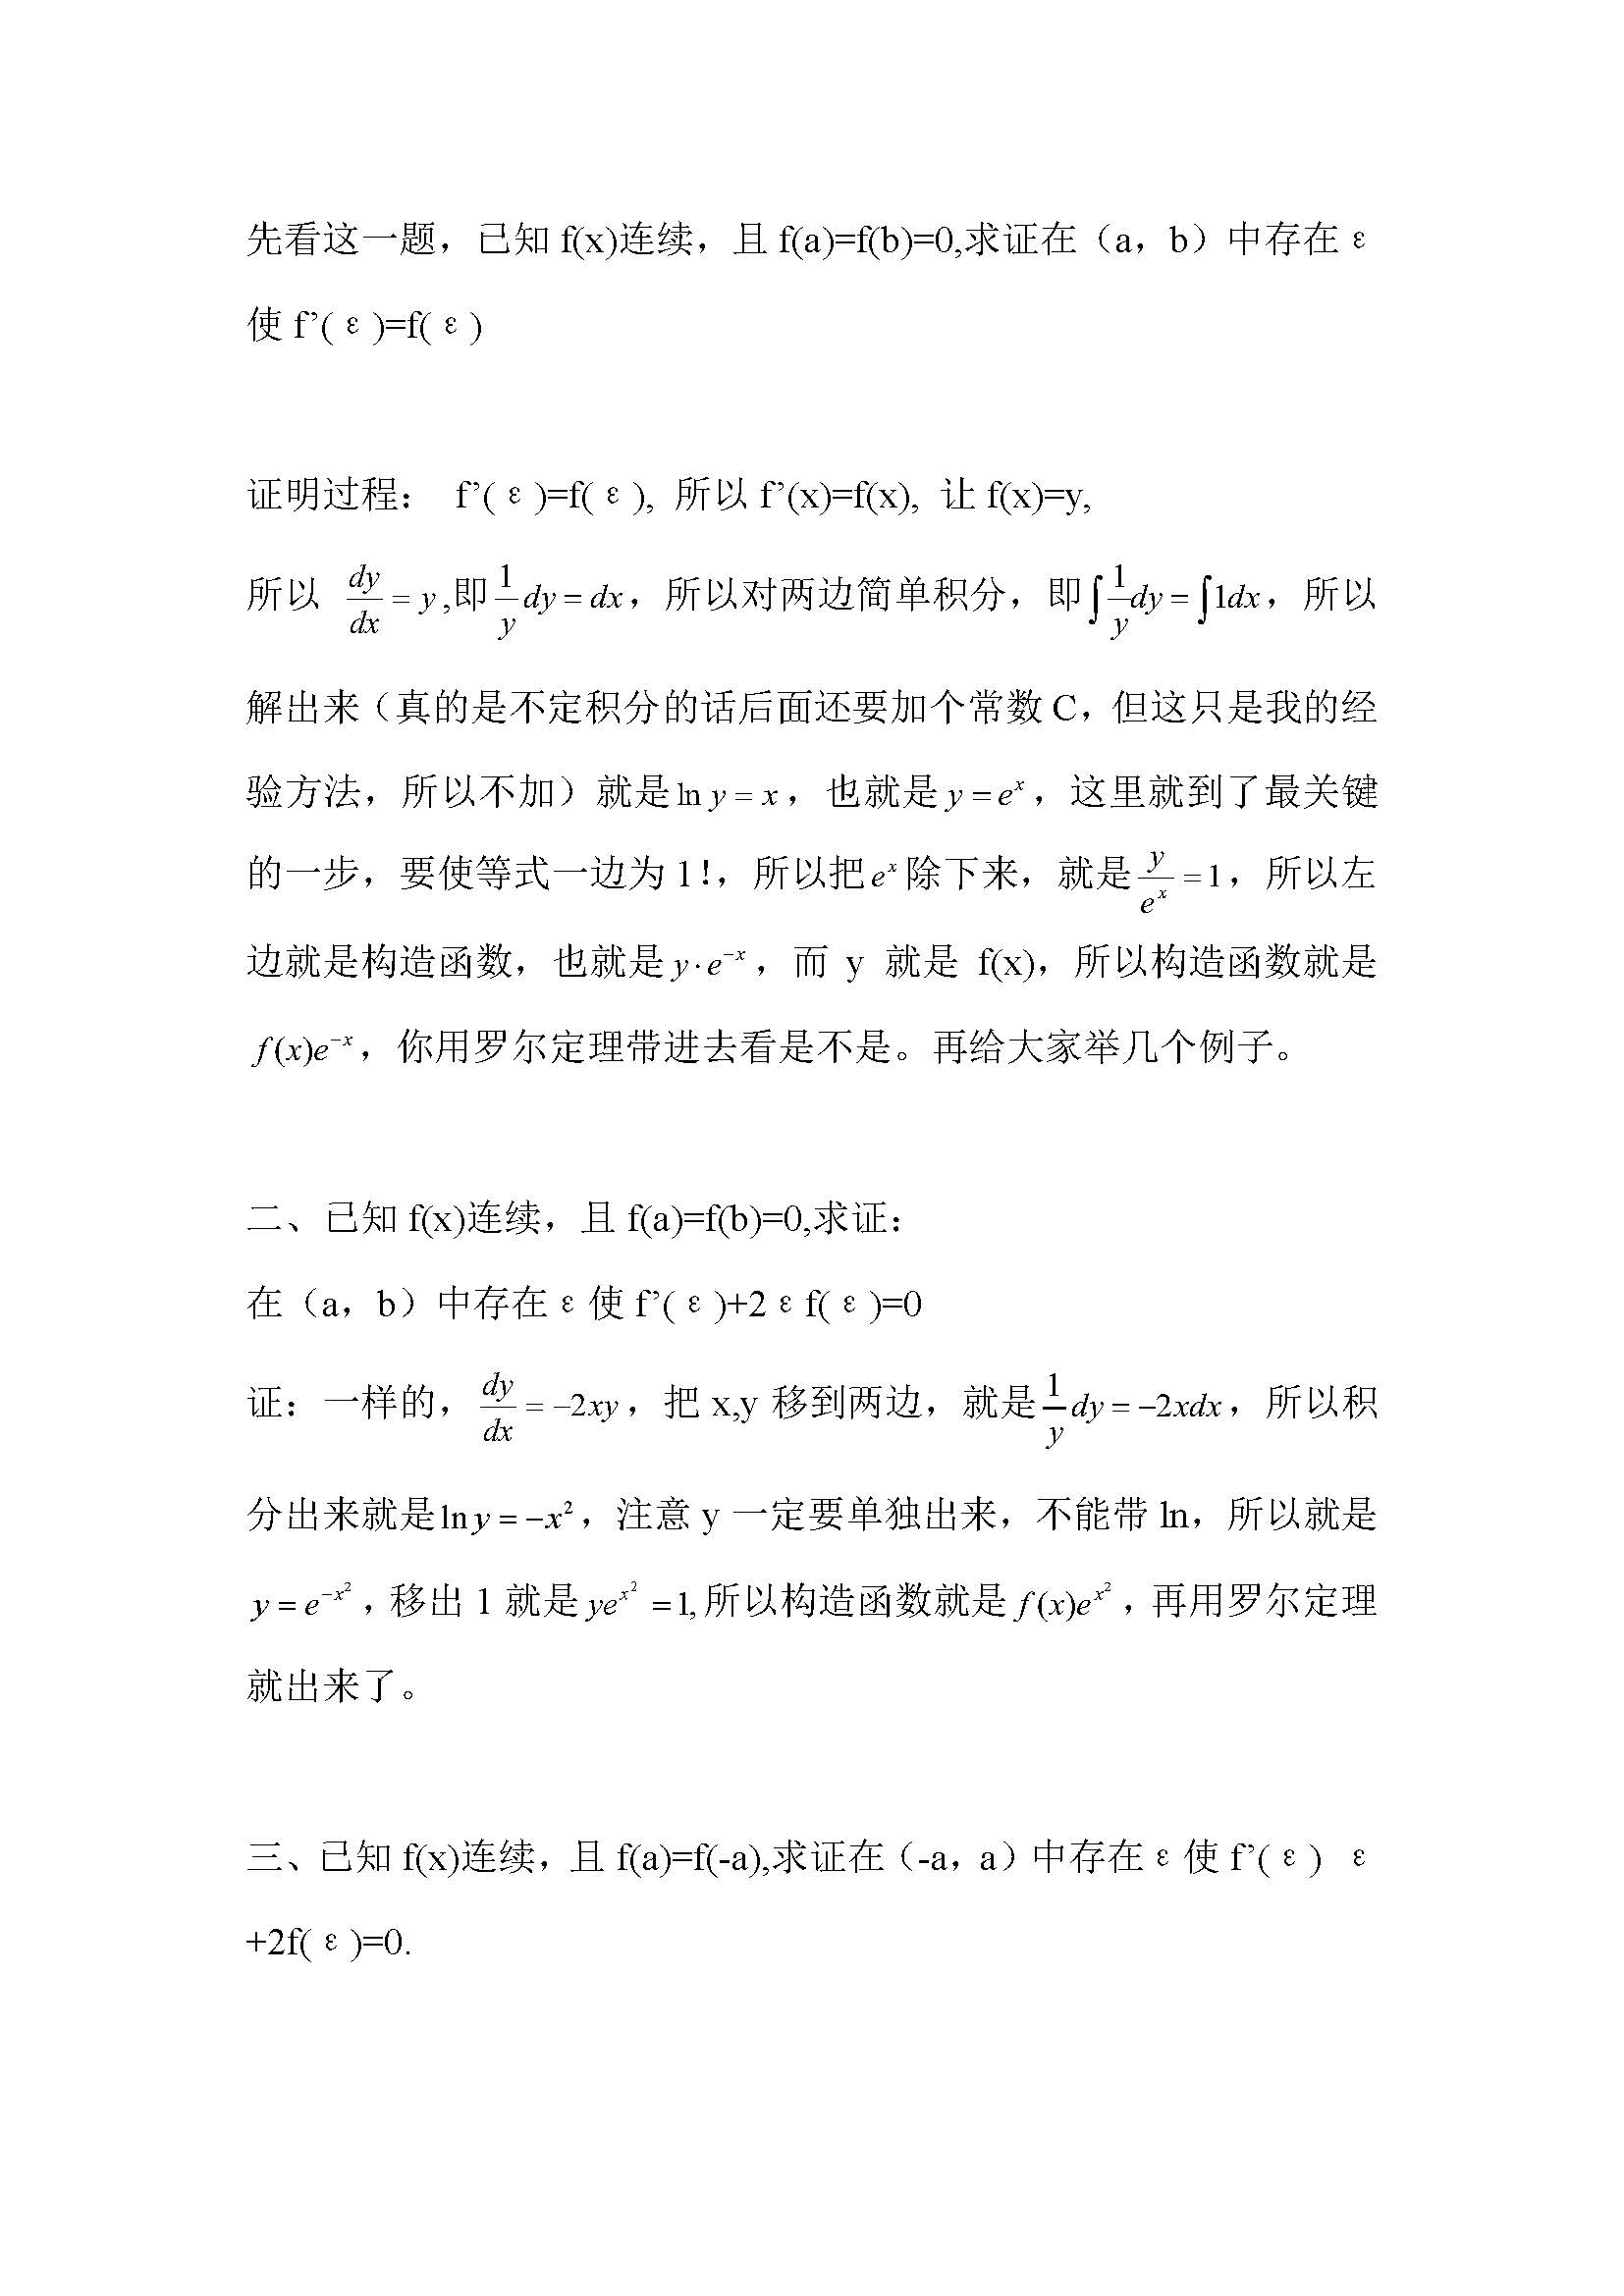 先看这一题，已知 f(x)连续，且 f(a)=f(b)=0,求证在（a，b）中存在 ε
使 f’( ε )=f( ε )
证明过程： f’( ε )=f( ε ), 所以 f’(x)=f(x), 让 f(x)=y,
所以 \frac{dy}{dx} = y ,即 \frac{1}{y}dy = dx，所以对两边简单积分，即 ∫\frac{1}{y}dy = ∫1dx，所以
解出来（真的是不定积分的话后面还要加个常数 C，但这只是我的经
验方法，所以不加）就是 ln y = x，也就是 y = e^x，这里就到了最关键
的一步，要使等式一边为 1！，所以把 e^x 除下来，就是 \frac{y}{e^x} = 1，所以左
边就是构造函数，也就是 y·e^{-x}，而 y 就是 f(x)，所以构造函数就是
f(x)e^{-x}，你用罗尔定理带进去看是不是。再给大家举几个例子。
二、已知 f(x)连续，且 f(a)=f(b)=0,求证：
在（a，b）中存在 ε 使 f’( ε )+2 ε f( ε )=0
证：一样的，\frac{dy}{dx} = -2xy，把 x,y 移到两边，就是 \frac{1}{y}dy = -2xdx，所以积
分出来就是 ln y = -x^2，注意 y 一定要单独出来，不能带 ln，所以就是
y = e^{-x^2}，移出 1 就是 ye^{x^2} = 1,所以构造函数就是 f(x)e^{x^2}，再用罗尔定理
就出来了。
三、已知 f(x)连续，且 f(a)=f(-a),求证在（-a，a）中存在 ε 使 f’( ε ) ε
+2f( ε )=0.